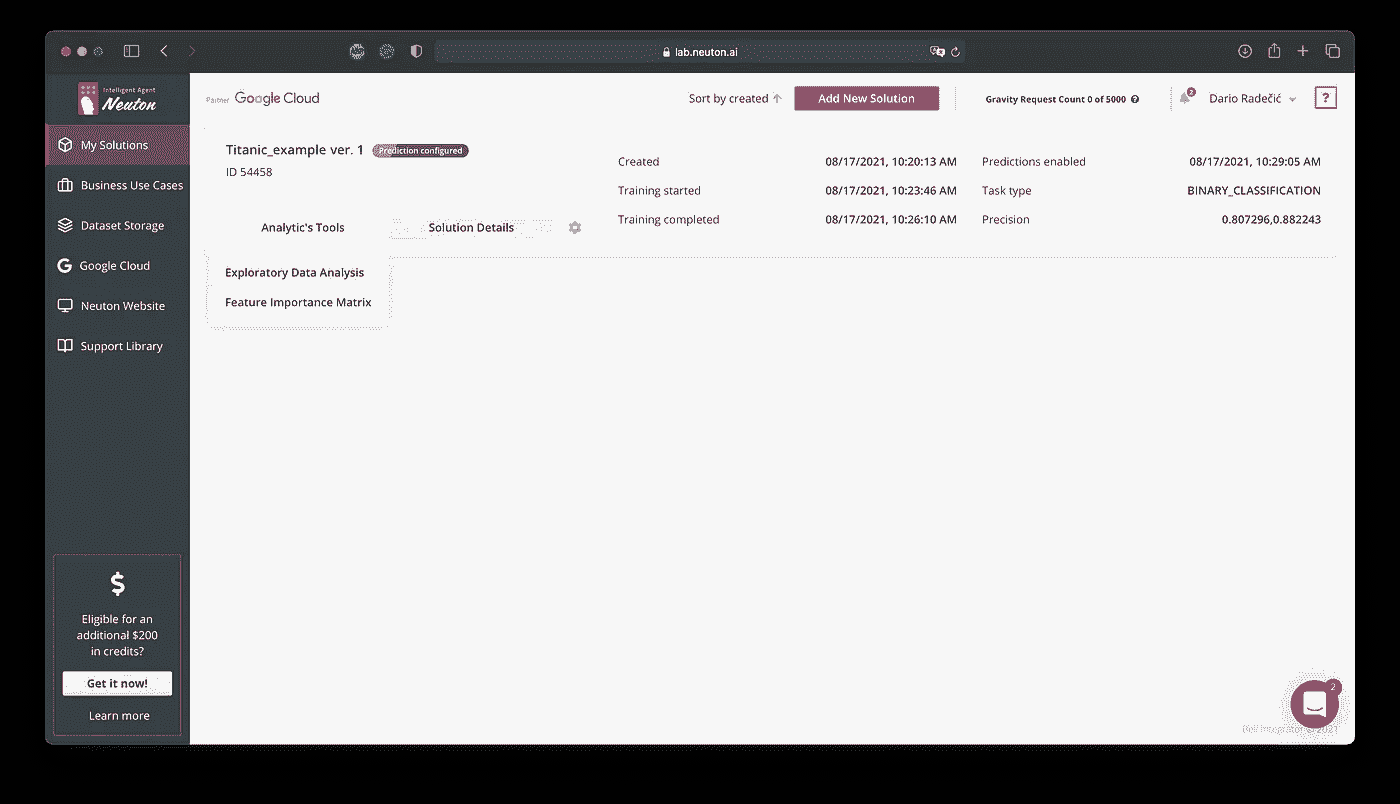 lab.neuton.ai
Intelligent Agent
Neuton
Partner Google Cloud
Sort by created
Add New Solution
Gravity Request Count 0 of 5000 ?
2
Dario Radečić
?
My Solutions
Business Use Cases
Dataset Storage
Google Cloud
Neuton Website
Support Library
Titanic_example ver. 1 Prediction configured
ID 54458
Analytic's Tools
Solution Details
Exploratory Data Analysis
Feature Importance Matrix
Created 08/17/2021, 10:20:13 AM
Training started 08/17/2021, 10:23:46 AM
Training completed 08/17/2021, 10:26:10 AM
Predictions enabled 08/17/2021, 10:29:05 AM
Task type BINARY_CLASSIFICATION
Precision 0.807296,0.882243
$
Eligible for an
additional $200
in credits?
Get it now!
Learn more
2
Bell Integrator © 2021